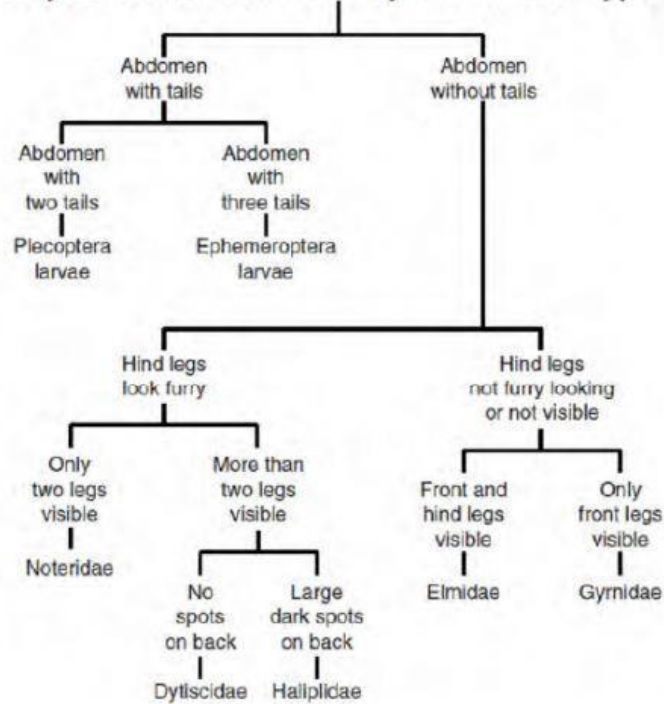 Abdomen
with tails
Abdomen
without tails
Abdomen
with
two tails
Abdomen
with
three tails
Plecoptera
larvae
Ephemeroptera
larvae
Hind legs
look furry
Hind legs
not furry looking
or not visible
Only
two legs
visible
More than
two legs
visible
Front and
hind legs
visible
Only
front legs
visible
Noteridae
Elmidae
Gyrnidae
No
spots
on back
Large
dark spots
on back
Dytiscidae
Haliplidae